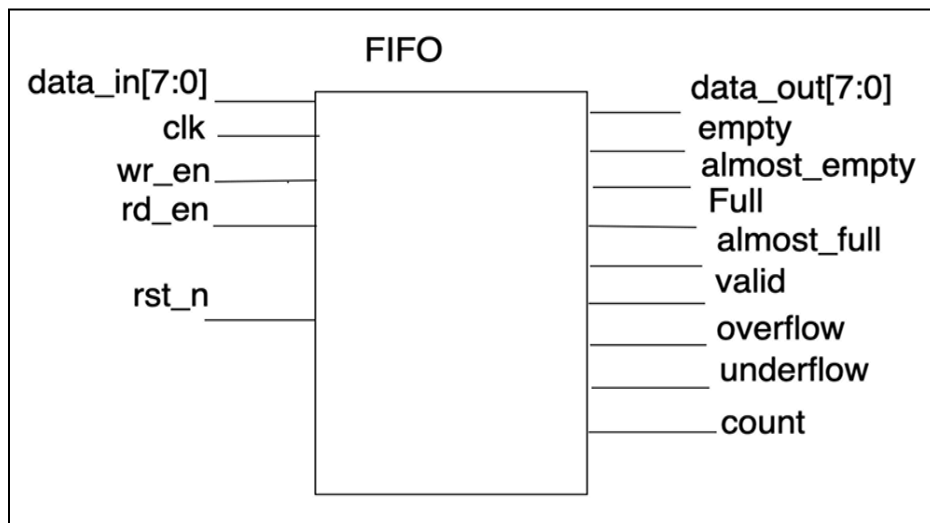 FIFO
data_in[7:0]
clk
wr_en
rd_en
rst_n
data_out[7:0]
empty
almost_empty
Full
almost_full
valid
overflow
underflow
count